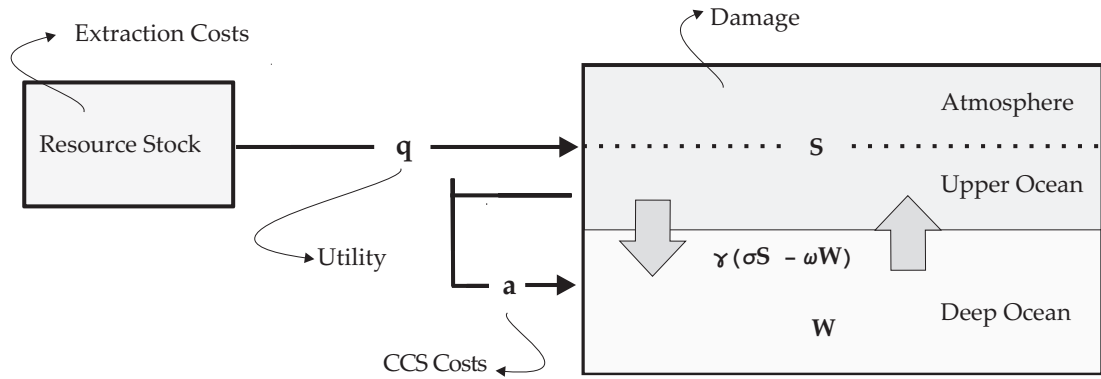 Damage
Extraction Costs
Atmosphere
Resource Stock
q
S
Upper Ocean
Utility
γ(σS - ωW)
a
Deep Ocean
W
CCS Costs